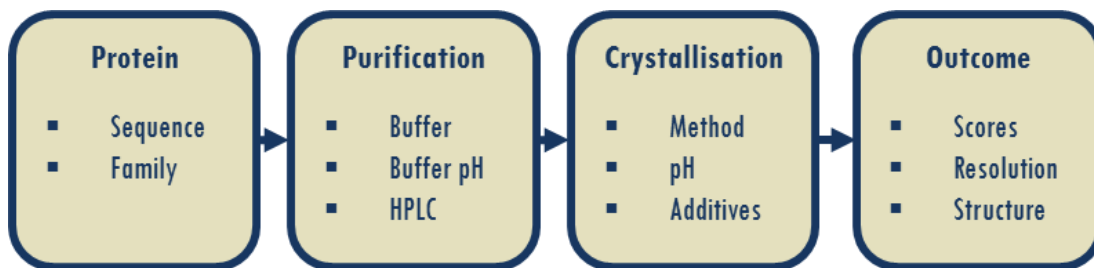 Protein
▪ Sequence
▪ Family
Purification
▪ Buffer
▪ Buffer pH
▪ HPLC
Crystallisation
▪ Method
▪ pH
▪ Additives
Outcome
▪ Scores
▪ Resolution
▪ Structure